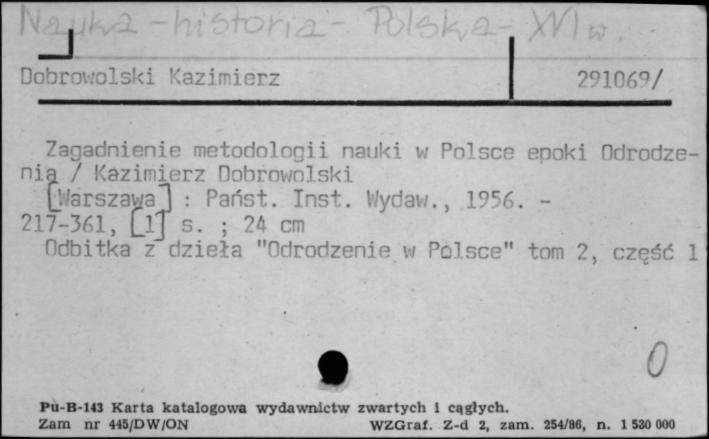 Nauka - historia - Polska - XVI w.
Dobrowolski Kazimierz 291069/
Zagadnienie metodologii nauki w Polsce epoki Odrodze-
nia / Kazimierz Dobrowolski
[Warszawa] : Państ. Inst. Wydaw., 1956. -
217-361, [1] s. ; 24 cm
Odbitka z dzieła "Odrodzenie w Polsce" tom 2, część 1
0
Pu-B-143 Karta katalogowa wydawnictw zwartych i ciągłych.
Zam nr 445/DW/ON WZGraf. Z-d 2, zam. 254/86, n. 1 530 000